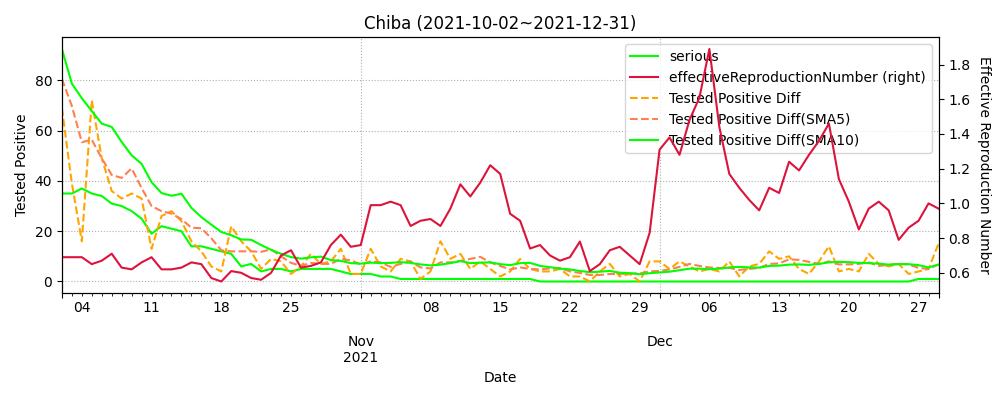 Chiba (2021-10-02~2021-12-31)
serious
effectiveReproductionNumber (right)
Tested Positive Diff
Tested Positive Diff(SMA5)
Tested Positive Diff(SMA10)
Tested Positive
80
60
40
20
0
Effective Reproduction Number
1.8
1.6
1.4
1.2
1.0
0.8
0.6
04 11 18 25 08 15 22 29 06 13 20 27
Nov Dec
2021
Date